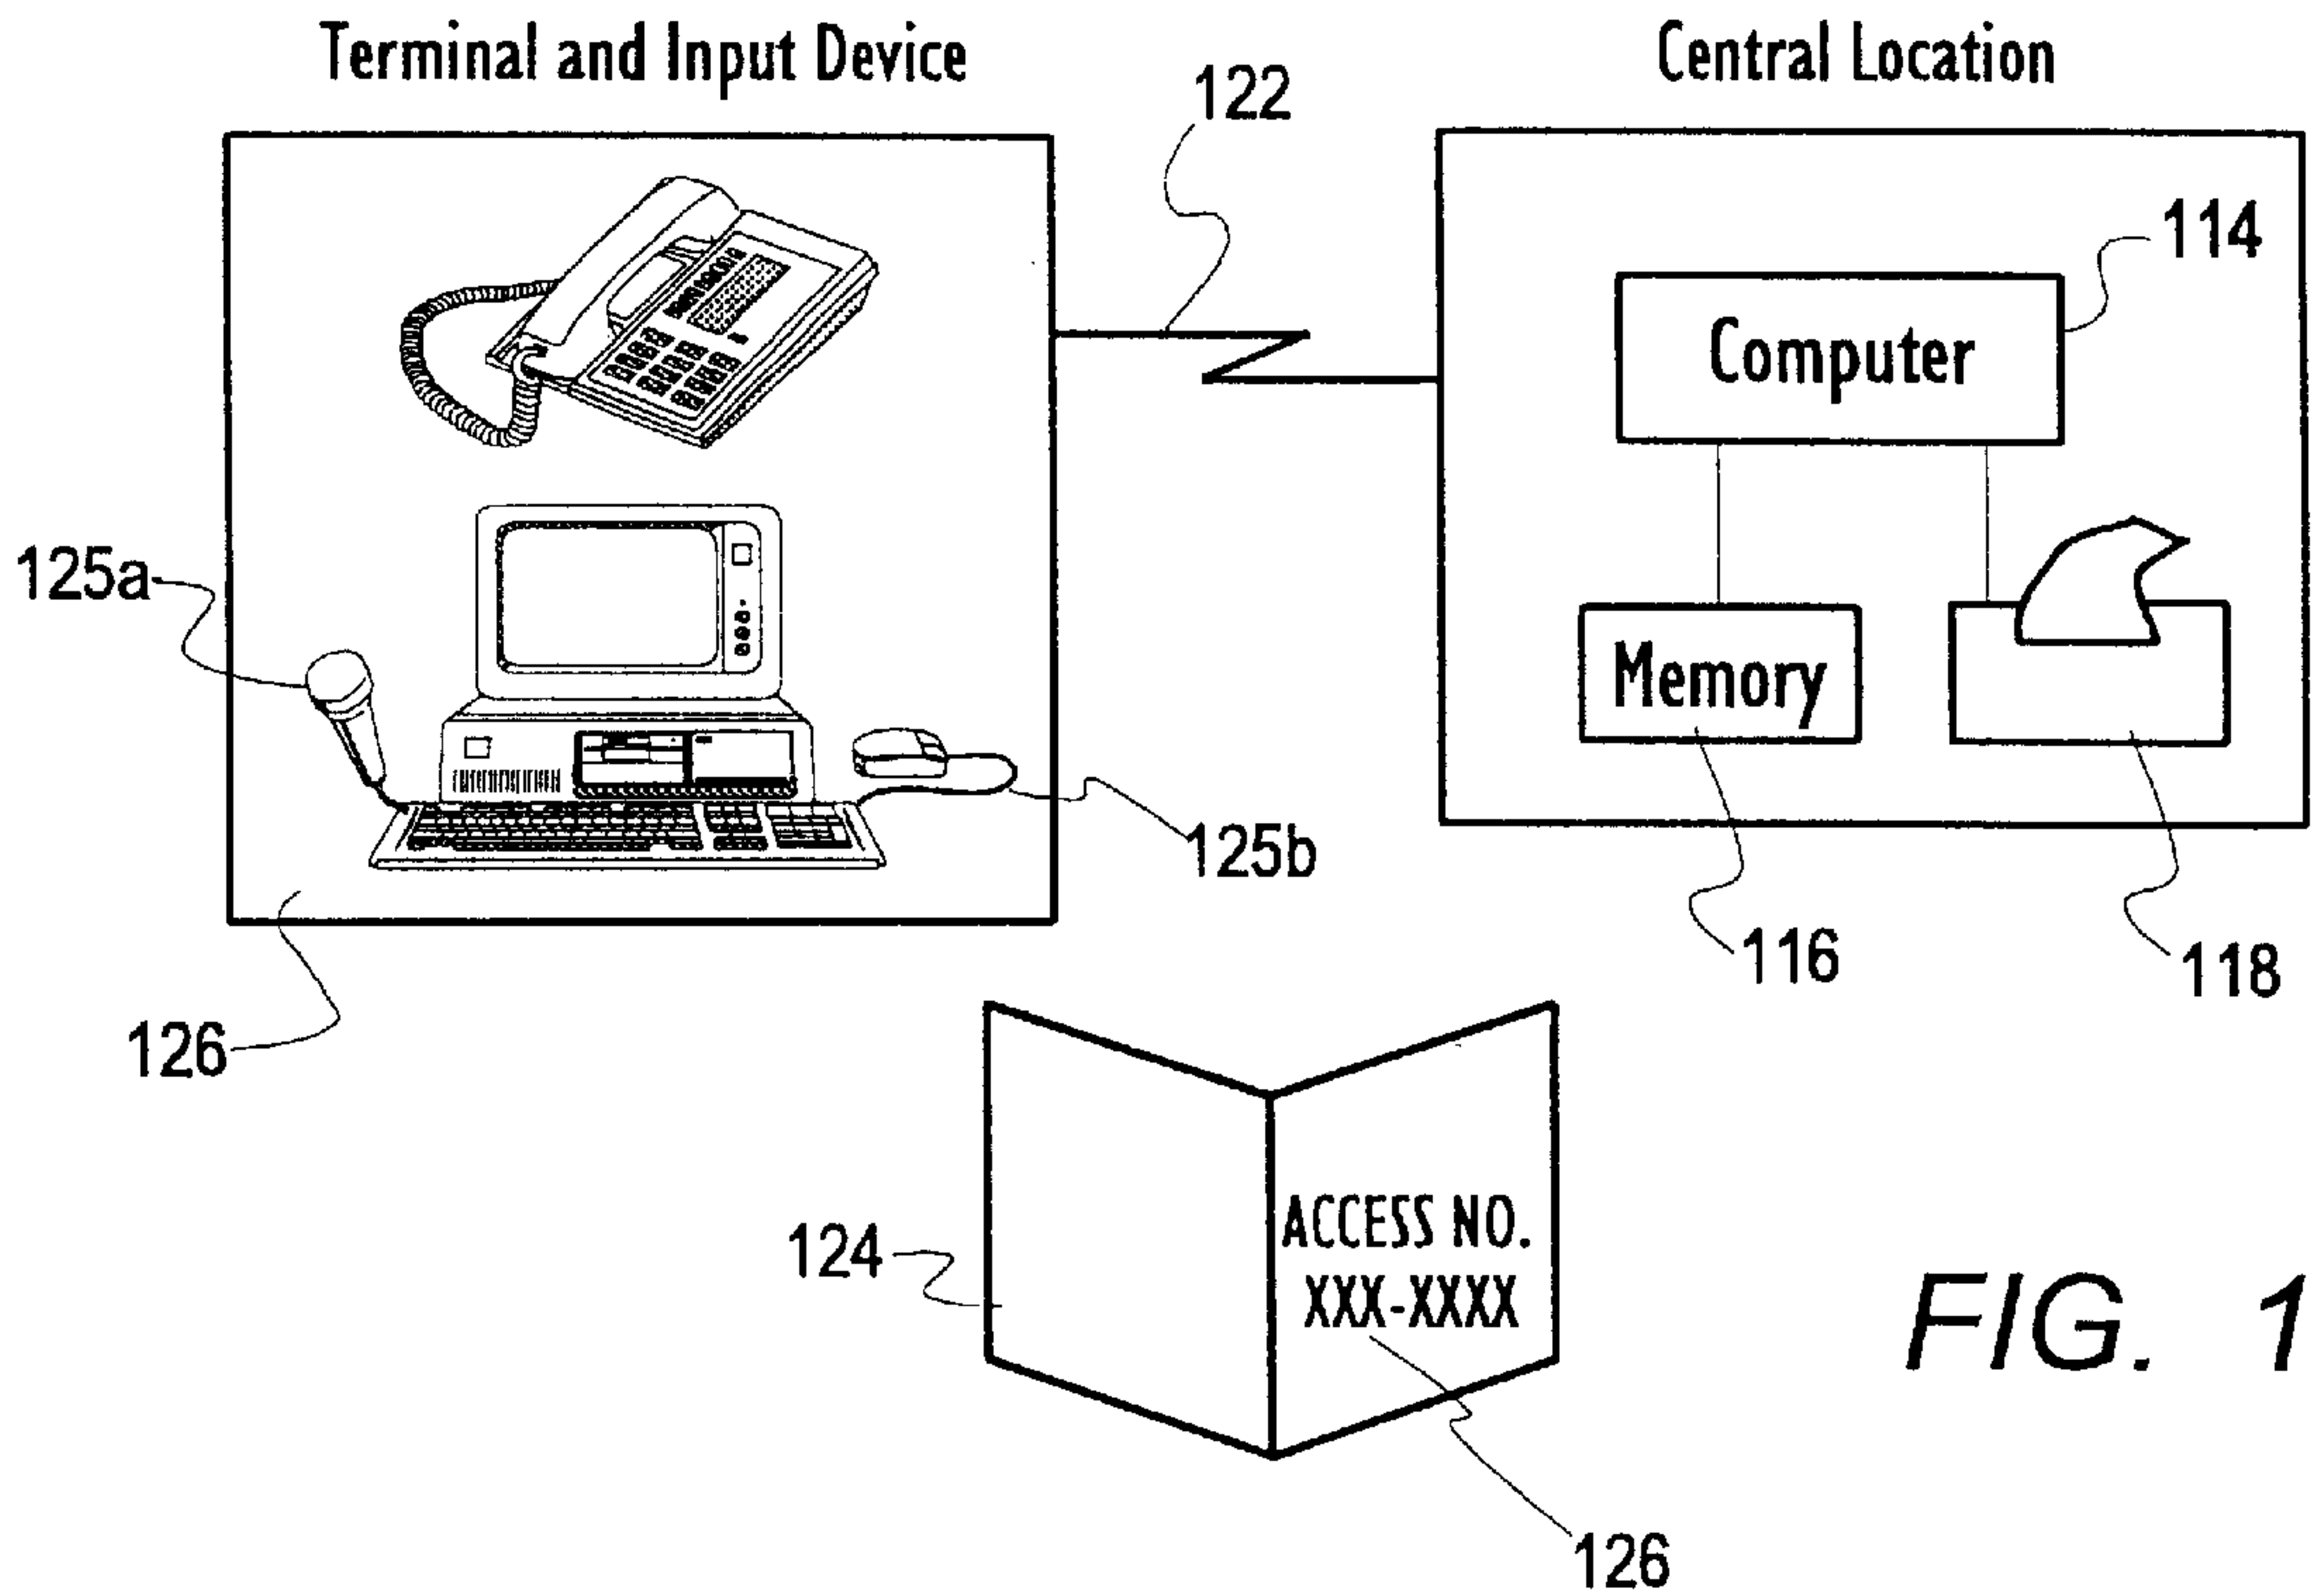 Terminal and Input Device
Central Location
122
114
Computer
125a
Memory
125b
116
118
126
124
ACCESS NO.
XXX-XXXX
FIG. 1
126